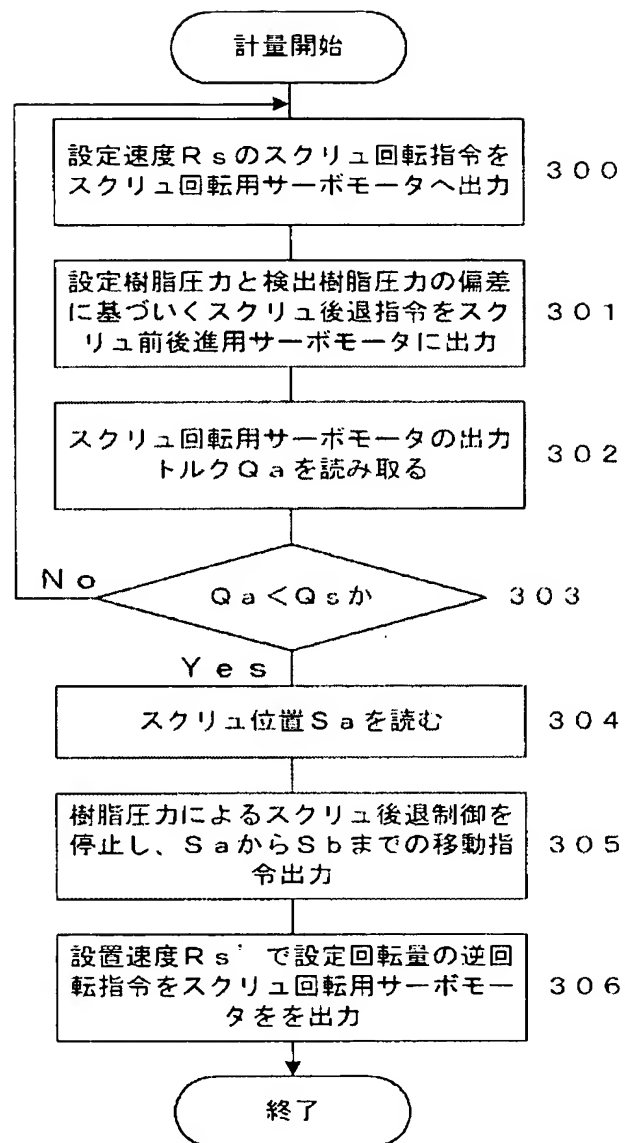 計量開始
設定速度Rsのスクリュ回転指令を
スクリュ回転用サーボモータへ出力
300
設定樹脂圧力と検出樹脂圧力の偏差
に基づいくスクリュ後退指令をスク
リュ前後進用サーボモータに出力
301
スクリュ回転用サーボモータの出力
トルクQaを読み取る
302
No
Qa<Qsか
303
Yes
スクリュ位置Saを読む
304
樹脂圧力によるスクリュ後退制御を
停止し、SaからSbまでの移動指
令出力
305
設置速度Rs'で設定回転量の逆回
転指令をスクリュ回転用サーボモー
タをを出力
306
終了